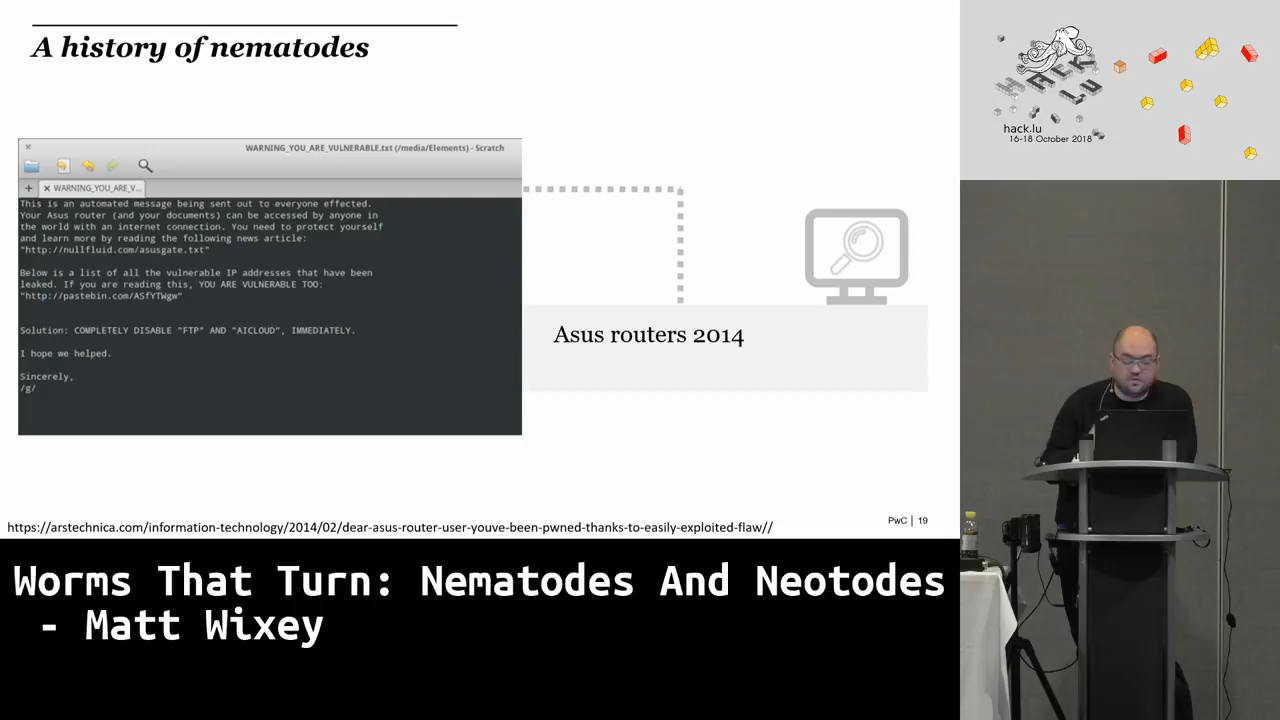 A history of nematodes
WARNING_YOU_ARE_VULNERABLE.txt (/media/Elements) - Scratch
WARNING_YOU_ARE_V...
This is an automated message being sent out to everyone effected.
Your Asus router (and your documents) can be accessed by anyone in
the world with an internet connection. You need to protect yourself
and learn more by reading the following news article:
"http://nullfluid.com/asusgate.txt"
Below is a list of all the vulnerable IP addresses that have been
leaked. If you are reading this, YOU ARE VULNERABLE TOO:
"http://pastebin.com/ASfYTWgw"
Solution: COMPLETELY DISABLE "FTP" AND "AICLOUD", IMMEDIATELY.
I hope we helped.
Sincerely,
/g/
Asus routers 2014
https://arstechnica.com/information-technology/2014/02/dear-asus-router-user-youve-been-pwned-thanks-to-easily-exploited-flaw//
PwC | 19
HACK
LU
hack.lu
16-18 October 2018
Worms That Turn: Nematodes And Neotodes
- Matt Wixey